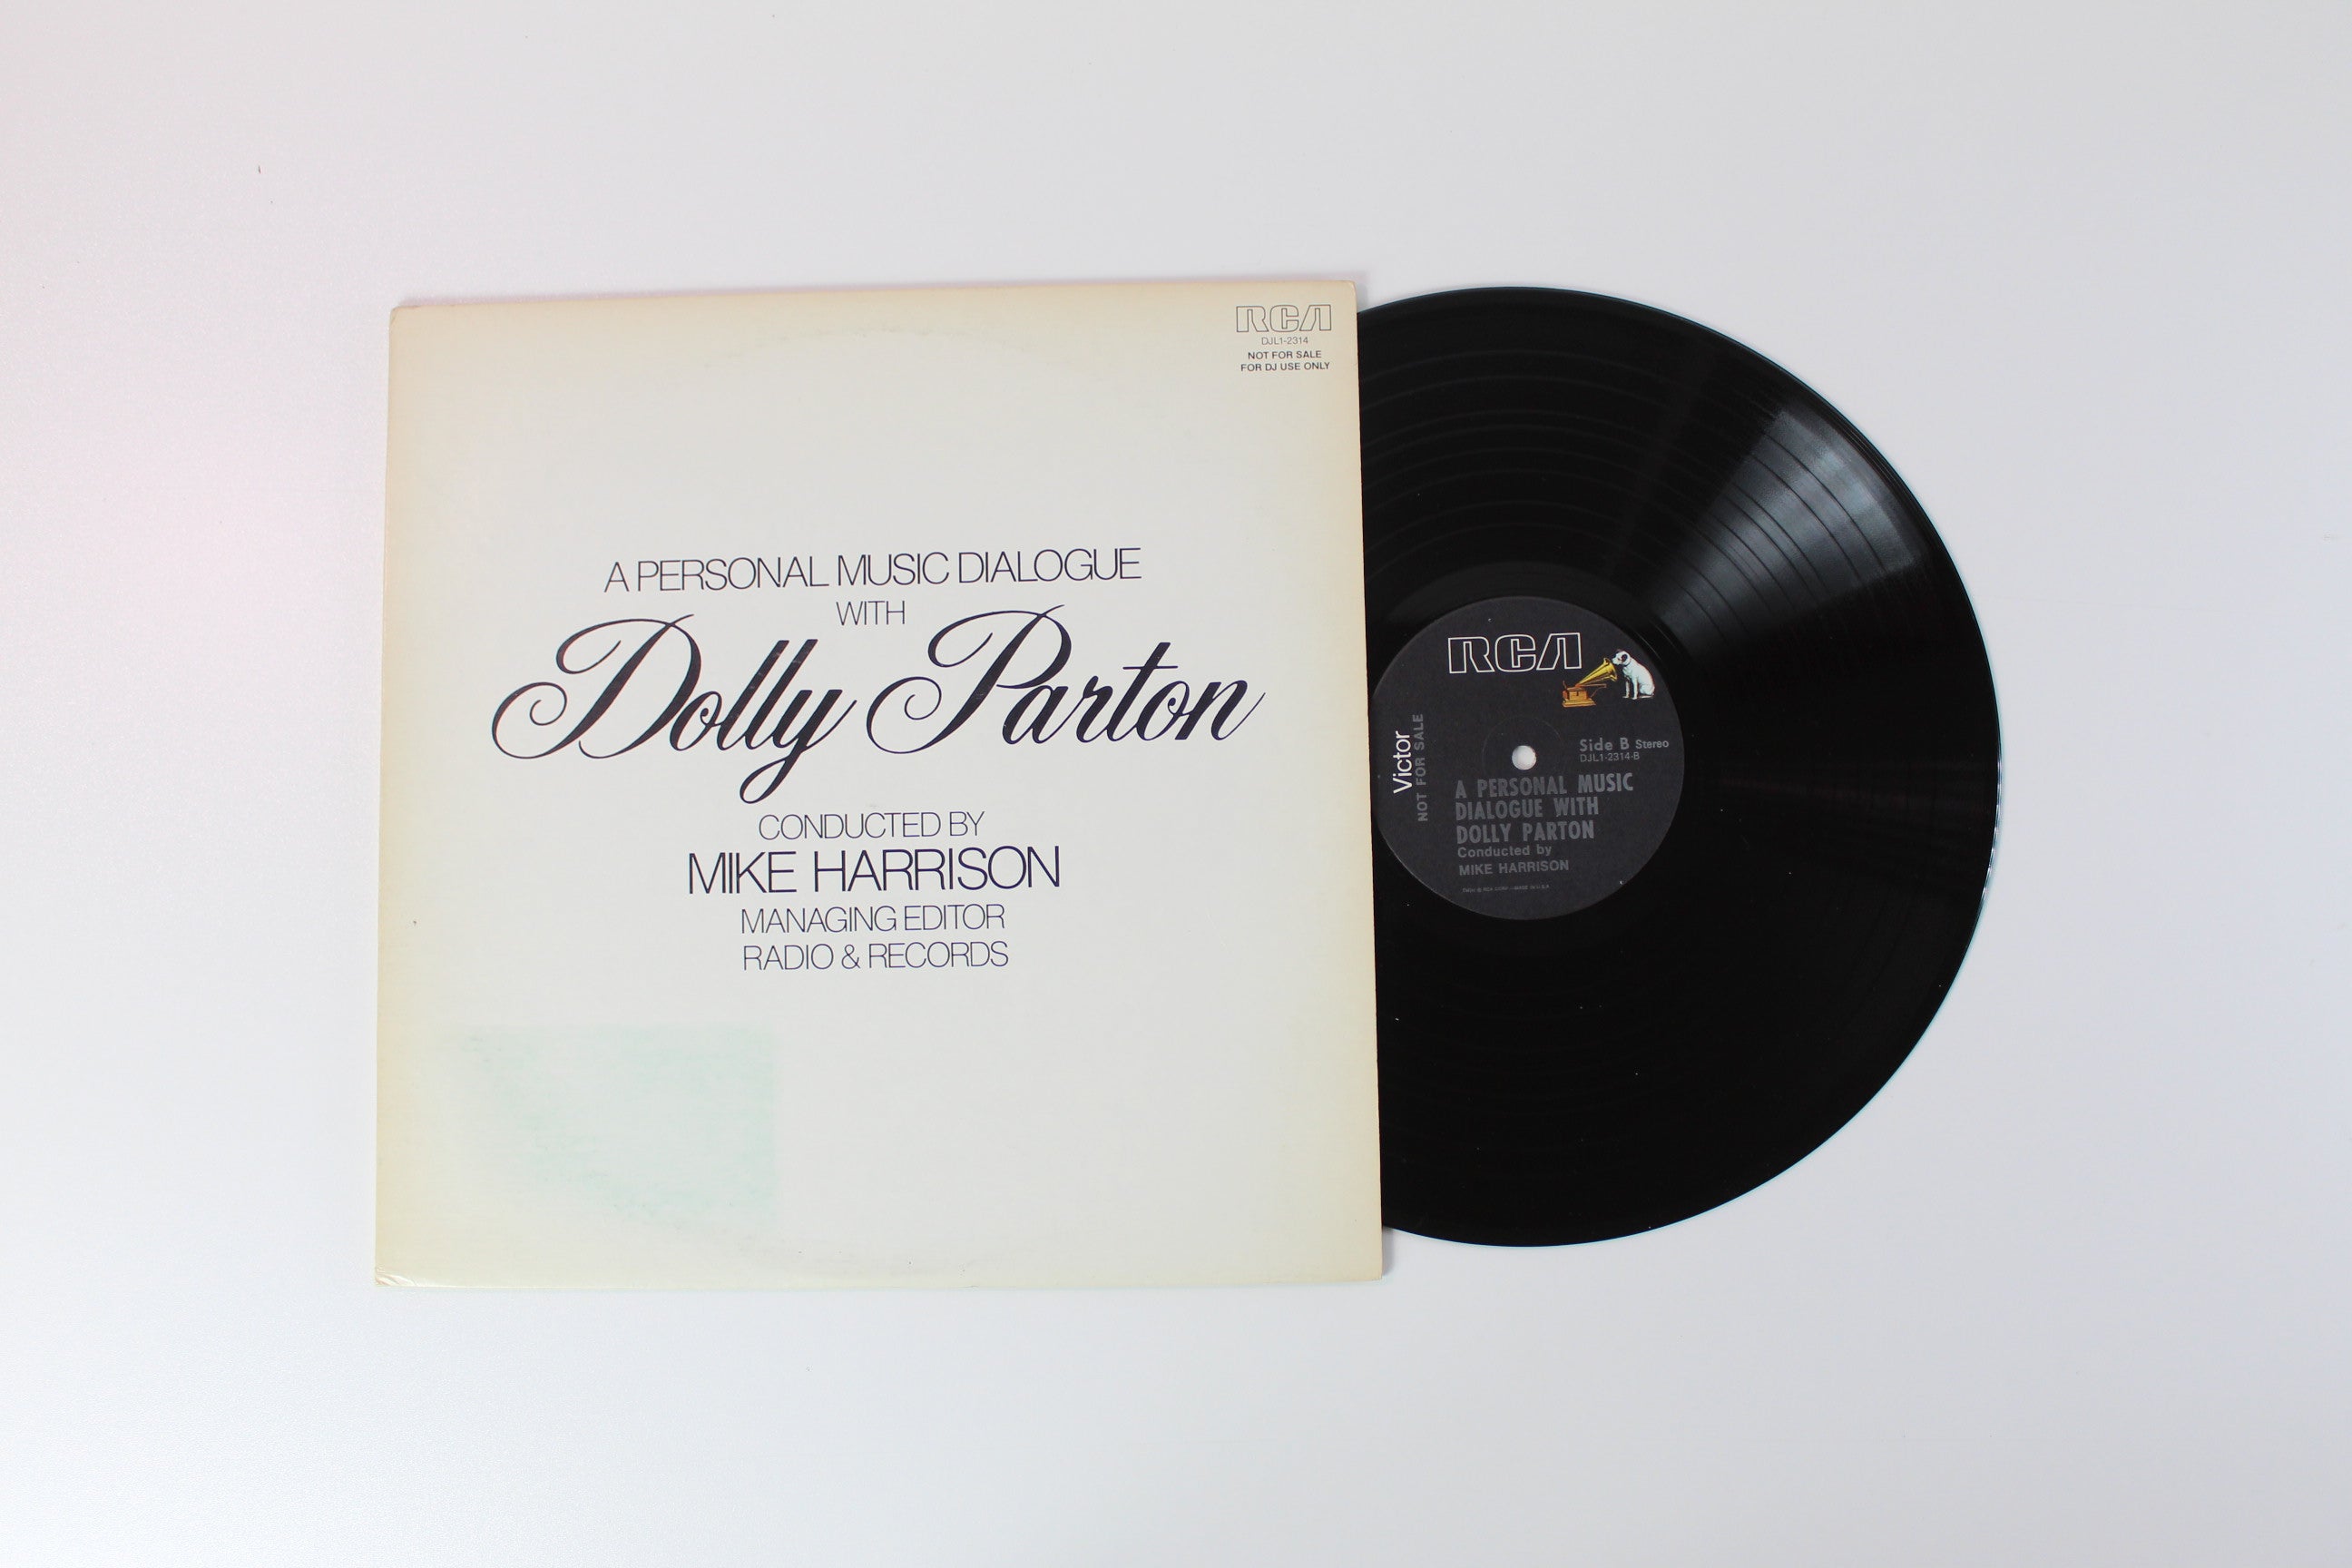 RCA
DJL1-2314
NOT FOR SALE
FOR DJ USE ONLY
A PERSONAL MUSIC DIALOGUE
WITH
Dolly Parton
CONDUCTED BY
MIKE HARRISON
MANAGING EDITOR
RADIO & RECORDS
RCA
Victor
NOT FOR SALE
Side B Stereo
DJL1-2314-B
A PERSONAL MUSIC
DIALOGUE WITH
DOLLY PARTON
Conducted by
MIKE HARRISON